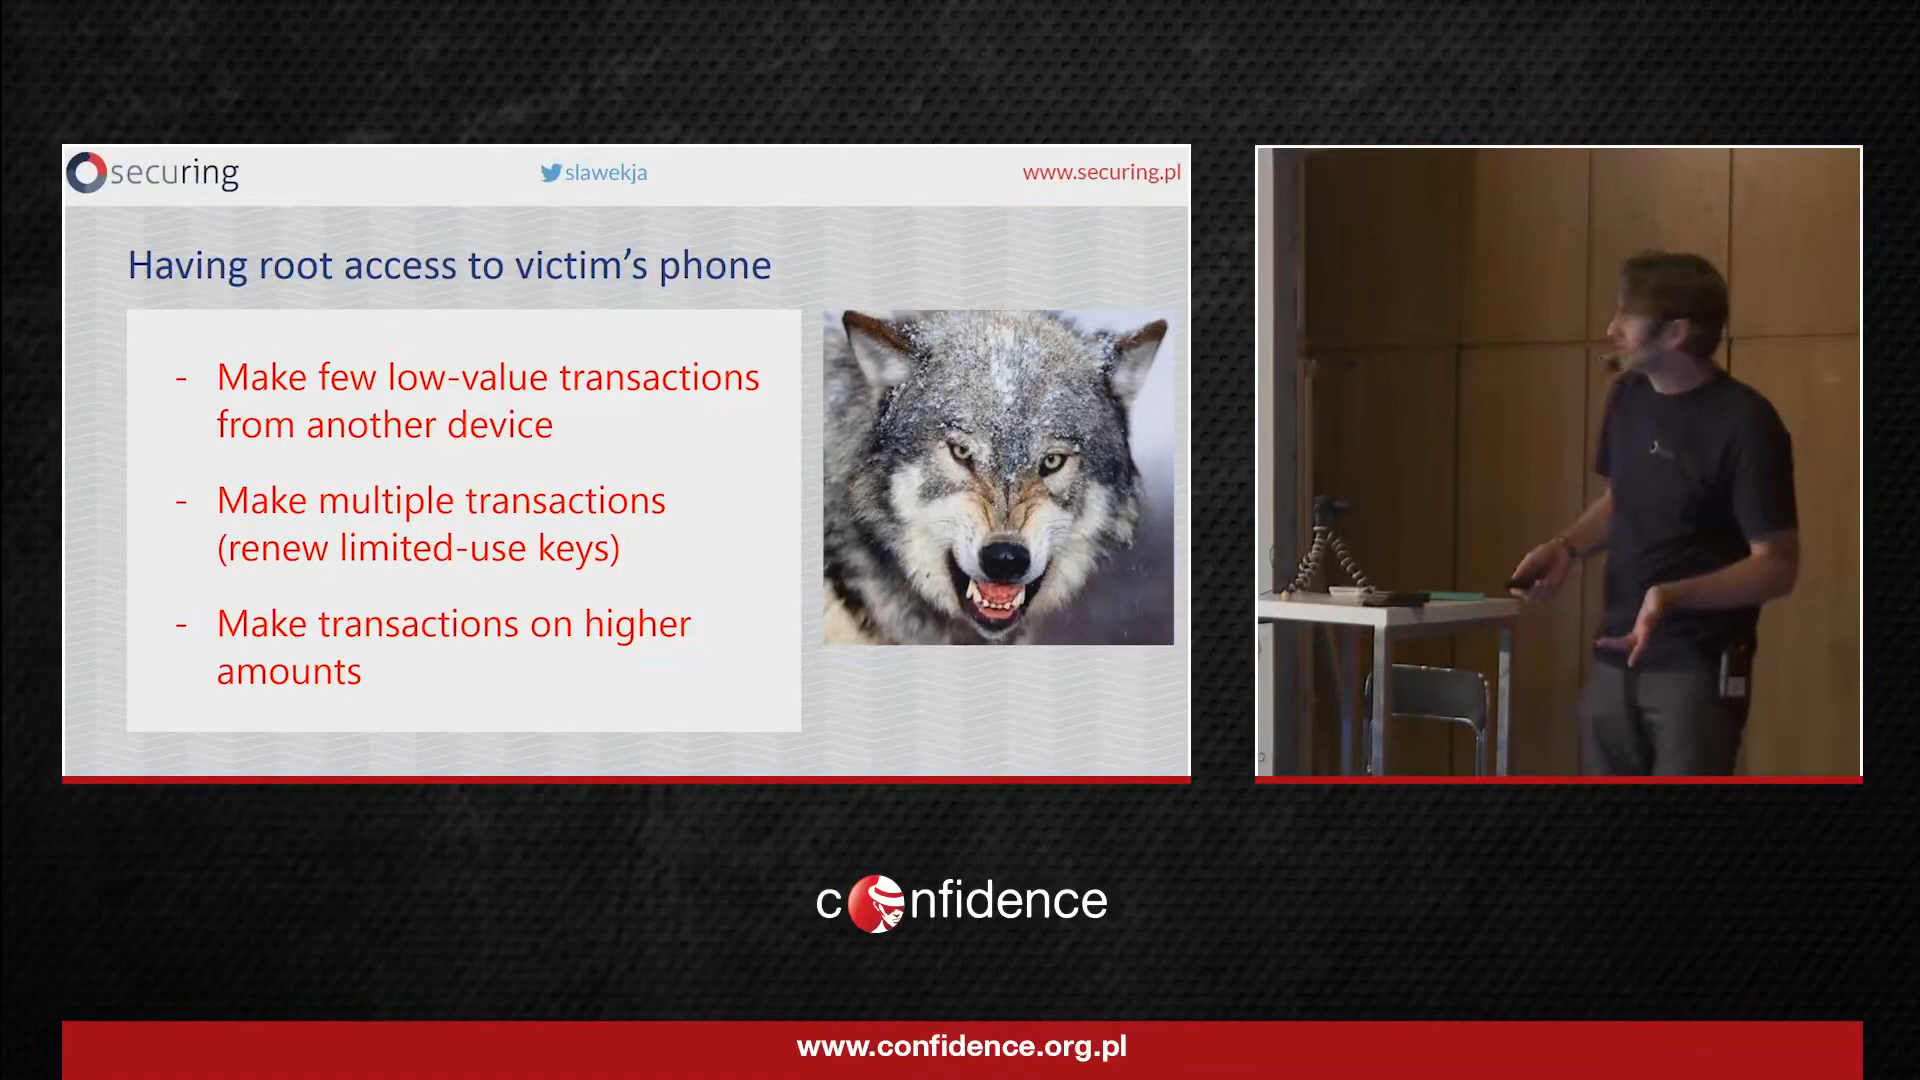 securing
slawekja
www.securing.pl
Having root access to victim's phone
- Make few low-value transactions
from another device
- Make multiple transactions
(renew limited-use keys)
- Make transactions on higher
amounts
confidence
www.confidence.org.pl